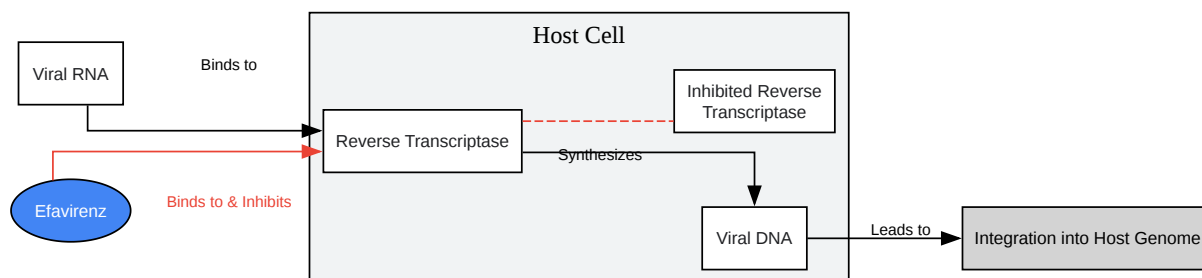 Host Cell
Viral RNA
Binds to
Inhibited Reverse
Transcriptase
Reverse Transcriptase
Synthesizes
Binds to & Inhibits
Efavirenz
Viral DNA
Leads to
Integration into Host Genome